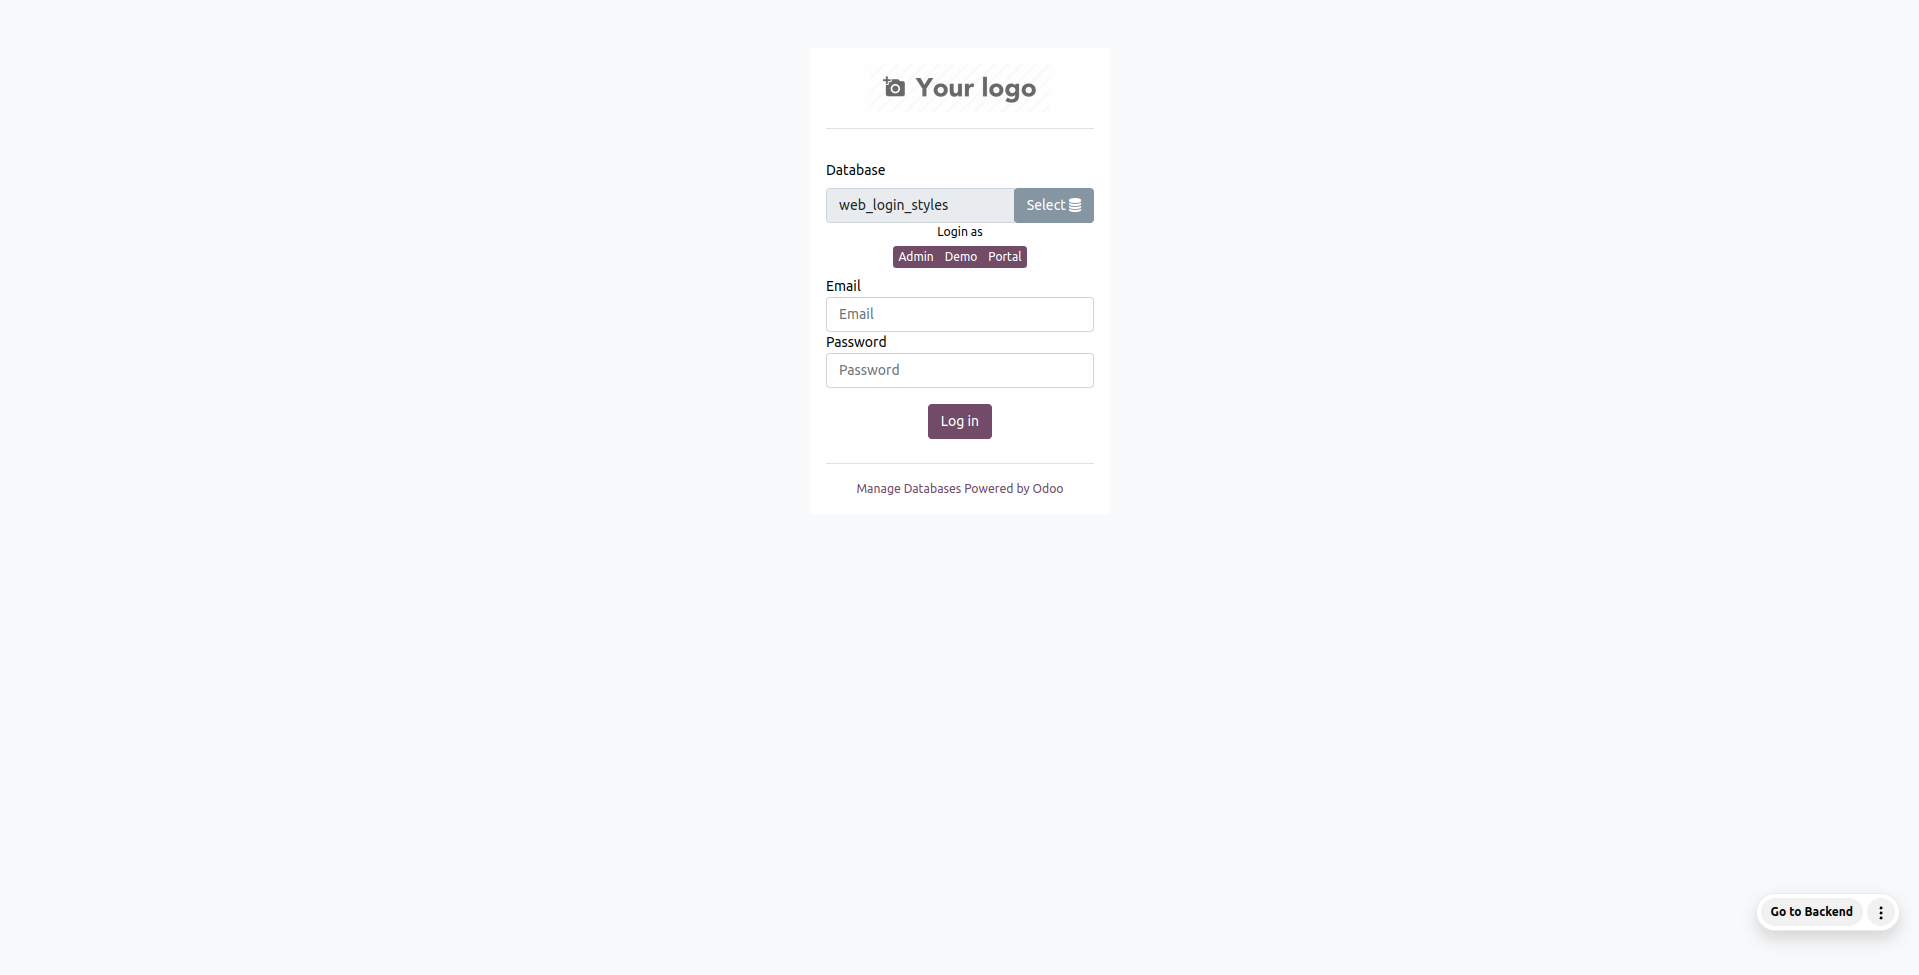 Your logo
Database
web_login_styles
Select
Login as
Admin Demo Portal
Email
Email
Password
Password
Log in
Manage Databases Powered by Odoo
Go to Backend